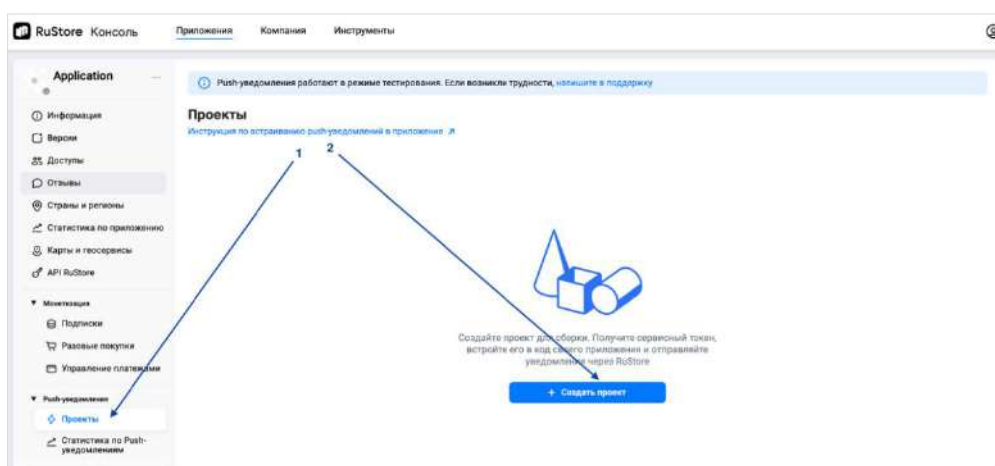 RuStore Консоль
Приложения
Компания
Инструменты
Application
Push-уведомления работают в режиме тестирования. Если возникли трудности, напишите в поддержку
Информация
Версии
Доступы
Отзывы
Страны и регионы
Статистика по приложению
Карты и геосервисы
API RuStore
Монетизация
Подписки
Разовые покупки
Управление платежами
Push-уведомления
Проекты
Статистика по Push-
уведомлениям
Проекты
Инструкция по встраиванию push-уведомлений в приложение
1
2
Создайте проект для сборки. Получите сервисный токен,
встройте его в код своего приложения и отправляйте
уведомления через RuStore
+ Создать проект